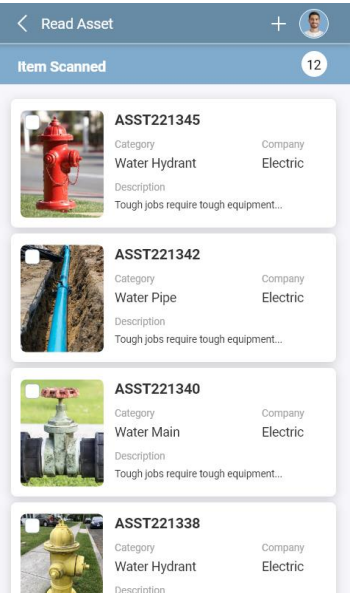 Read Asset
Item Scanned 12
ASST221345
Category Company
Water Hydrant Electric
Description
Tough jobs require tough equipment...
ASST221342
Category Company
Water Pipe Electric
Description
Tough jobs require tough equipment...
ASST221340
Category Company
Water Main Electric
Description
Tough jobs require tough equipment...
ASST221338
Category Company
Water Hydrant Electric
Description